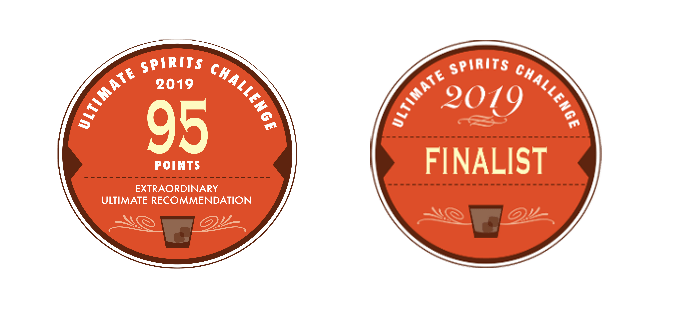 ULTIMATE SPIRITS CHALLENGE
2019
95
POINTS
EXTRAORDINARY
ULTIMATE RECOMMENDATION
ULTIMATE SPIRITS CHALLENGE
2019
FINALIST